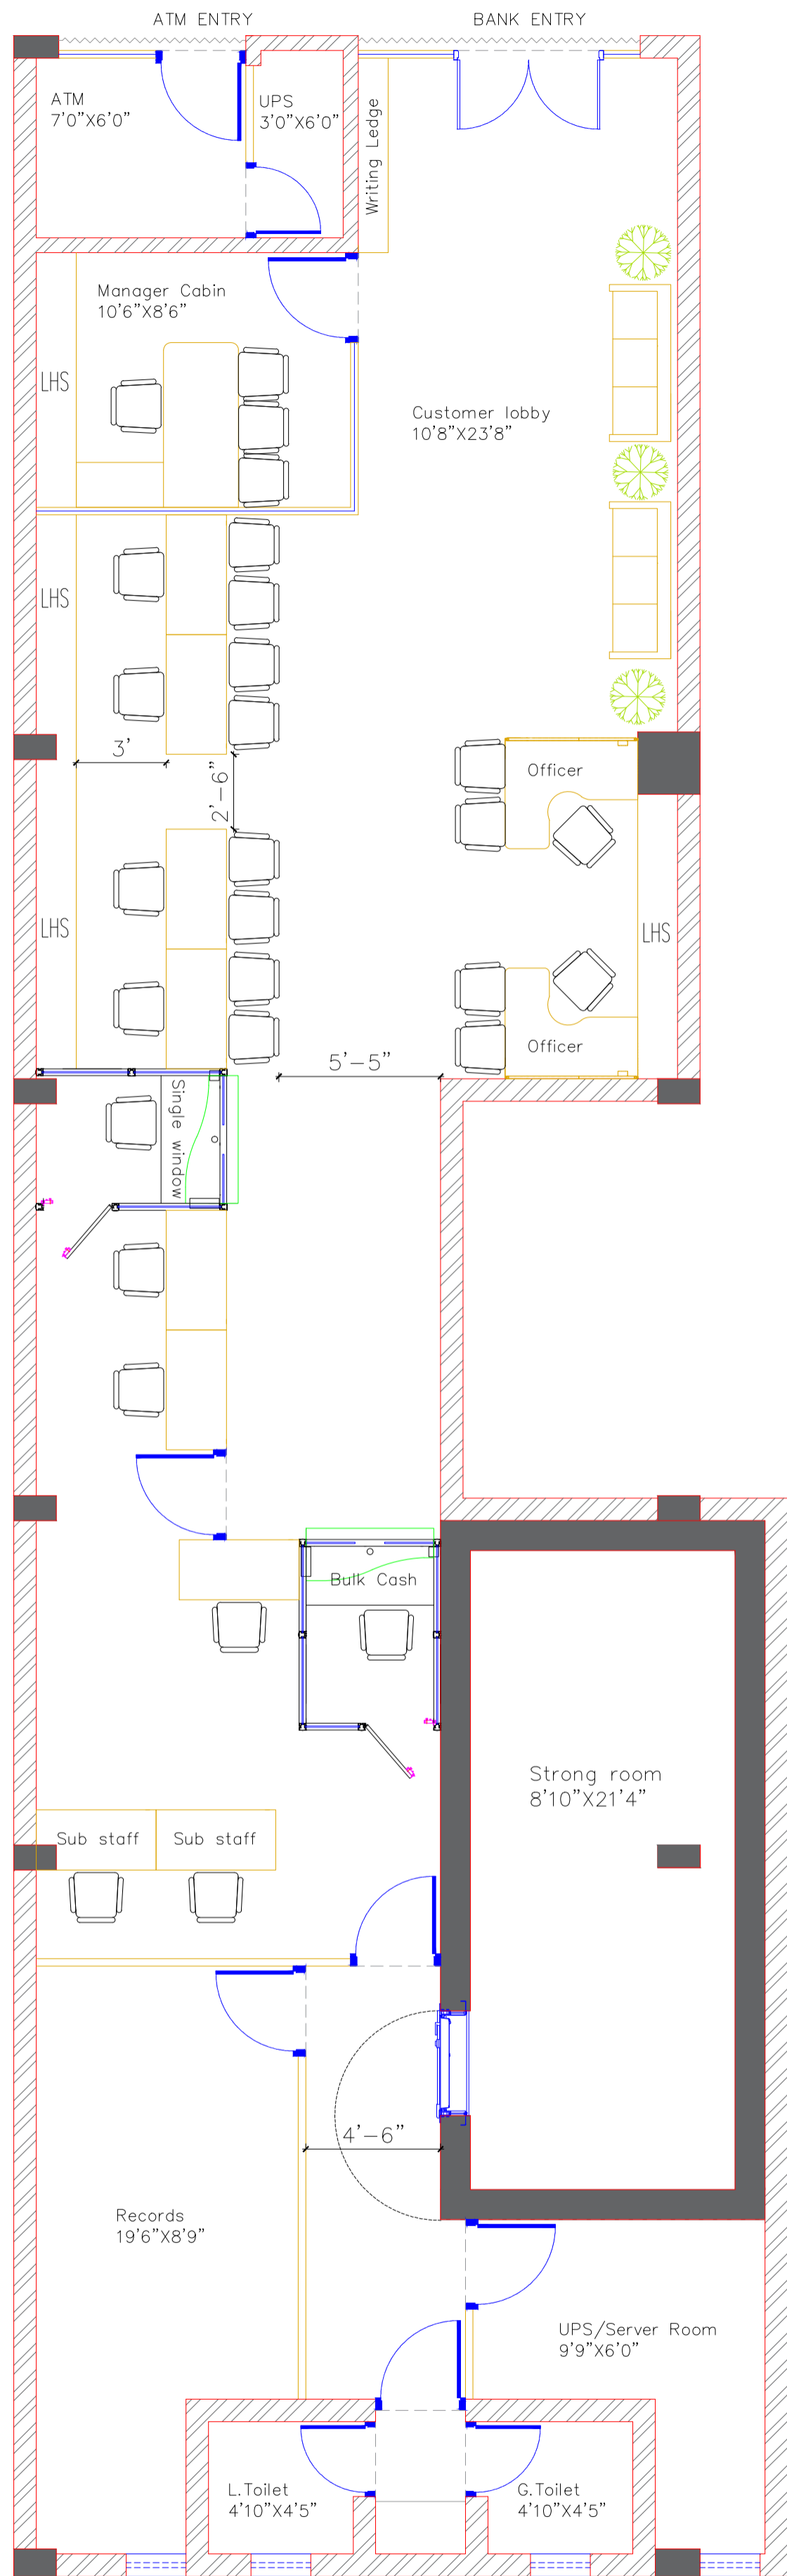 ATM ENTRY
BANK ENTRY
ATM
7'0"X6'0"
UPS
3'0"X6'0"
Writing Ledge
Manager Cabin
10'6"X8'6"
LHS
Customer lobby
10'8"X23'8"
LHS
3'
2'-6"
Officer
LHS
LHS
Officer
5'-5"
Single window
Bulk Cash
Strong room
8'10"X21'4"
Sub staff
Sub staff
4'-6"
Records
19'6"X8'9"
UPS/Server Room
9'9"X6'0"
L.Toilet
4'10"X4'5"
G.Toilet
4'10"X4'5"